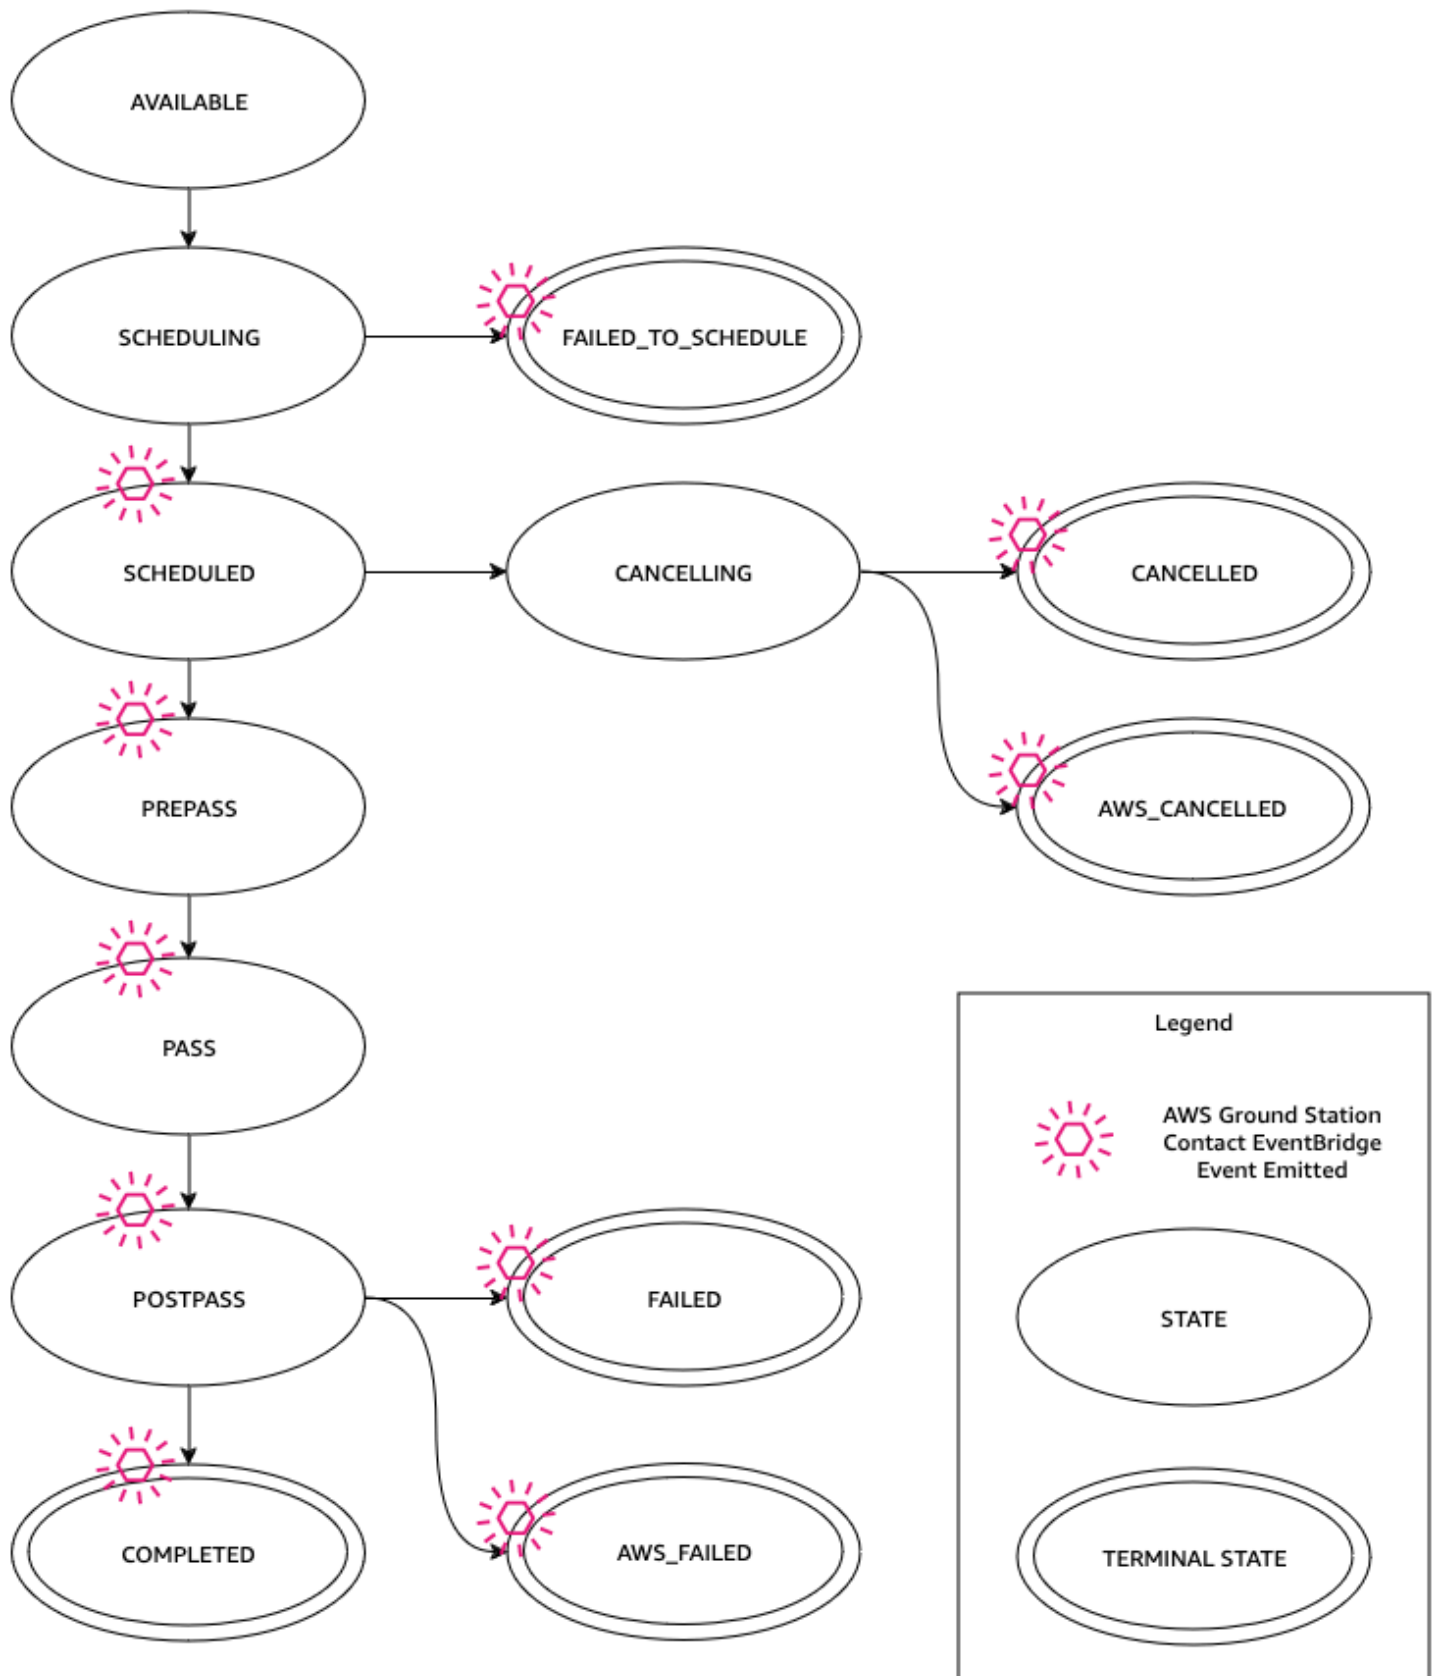 AVAILABLE
SCHEDULING
FAILED_TO_SCHEDULE
SCHEDULED
CANCELLING
CANCELLED
PREPASS
AWS_CANCELLED
PASS
POSTPASS
FAILED
COMPLETED
AWS_FAILED
Legend
AWS Ground Station
Contact EventBridge
Event Emitted
STATE
TERMINAL STATE